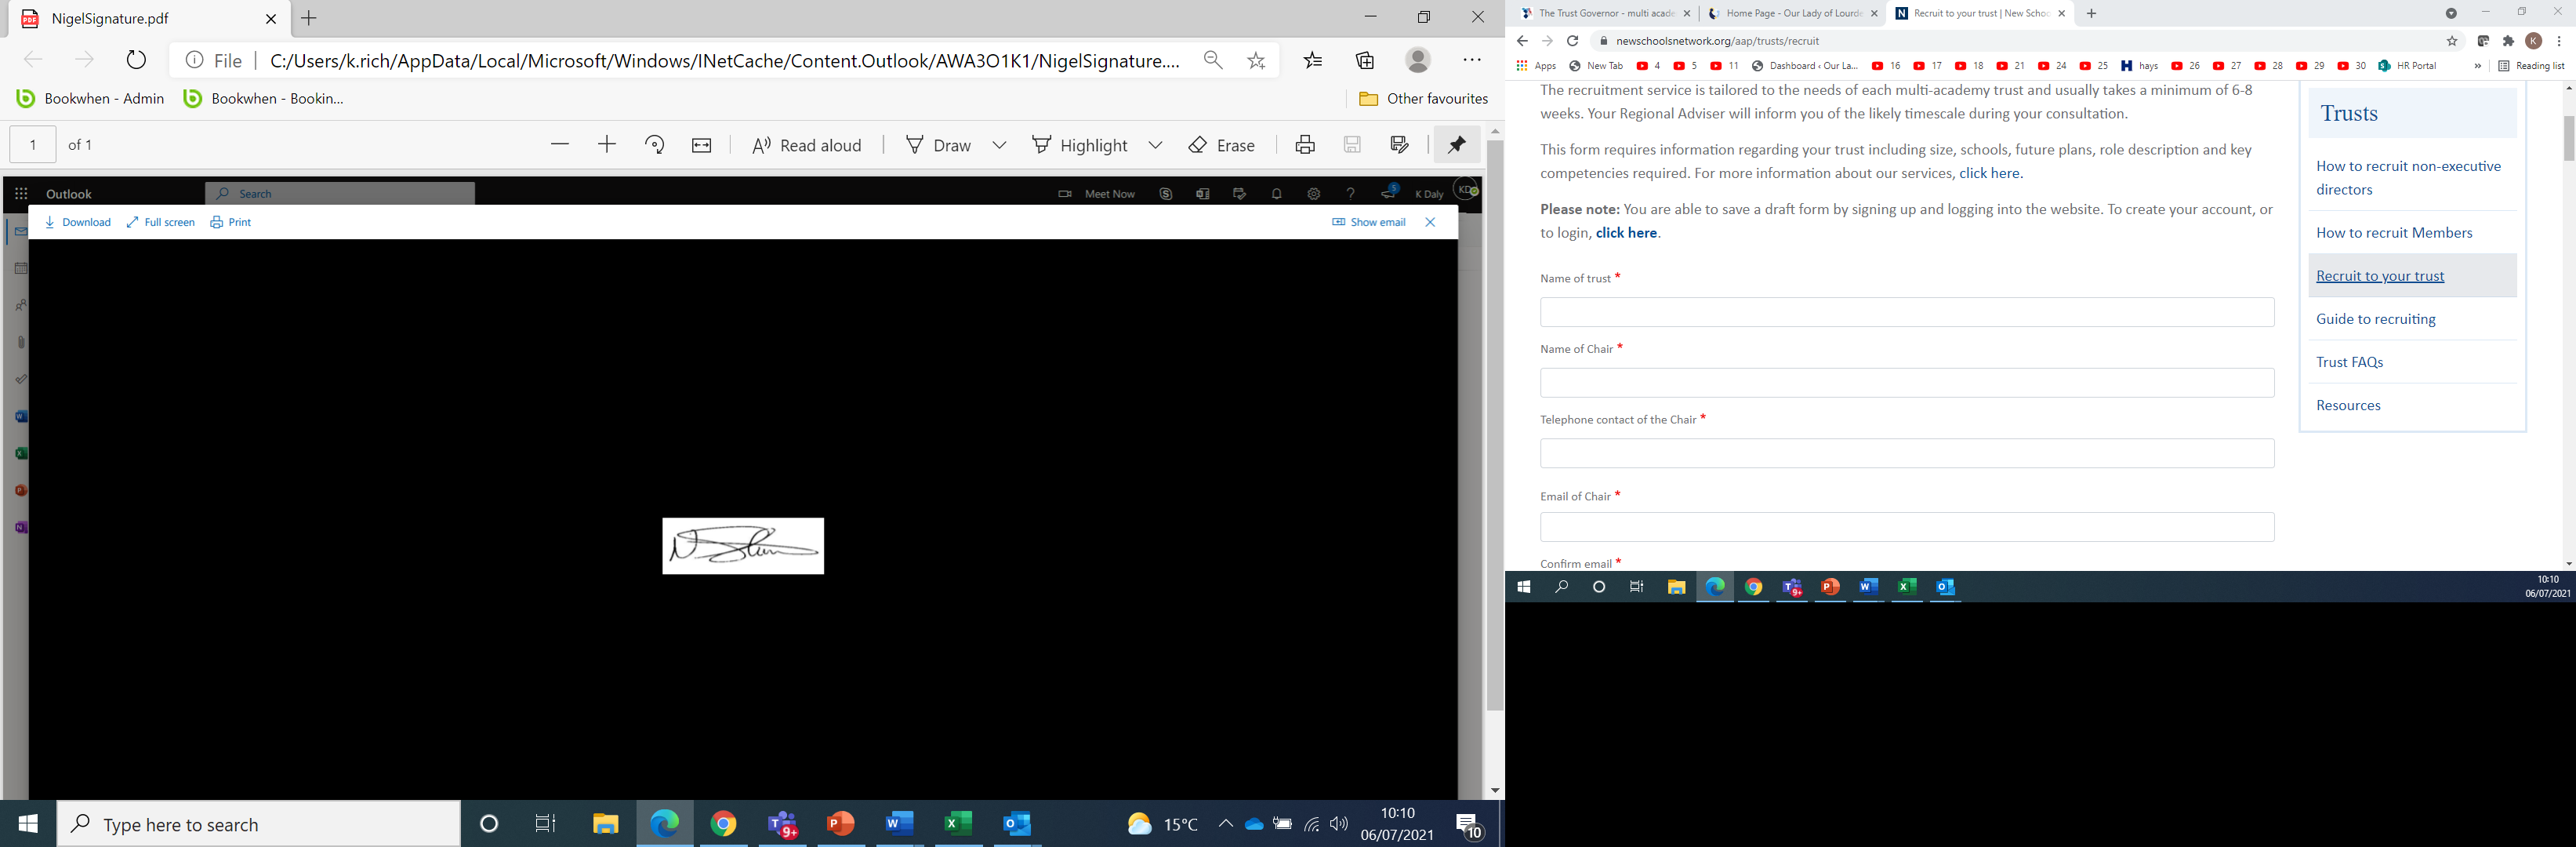 NigelSignature.pdf
File
C:/Users/k.rich/AppData/Local/Microsoft/Windows/INetCache/Content.Outlook/AWA3O1K1/NigelSignature....
Bookwhen - Admin
Bookwhen - Bookin...
Other favourites
1 of 1
Read aloud
Draw
Highlight
Erase
Outlook
Search
Meet Now
K Daly
KD
Download
Full screen
Print
Show email
Type here to search
9+
15°C
10:10
06/07/2021
10
The Trust Governor - multi acade
Home Page - Our Lady of Lourde
Recruit to your trust | New Schoo
newschoolsnetwork.org/aap/trusts/recruit
K
Apps
New Tab
4
5
11
Dashboard ‹ Our La...
16
17
18
21
24
25
hays
26
27
28
29
30
HR Portal
»
Reading list
The recruitment service is tailored to the needs of each multi-academy trust and usually takes a minimum of 6-8
weeks. Your Regional Adviser will inform you of the likely timescale during your consultation.
This form requires information regarding your trust including size, schools, future plans, role description and key
competencies required. For more information about our services, click here.
Please note: You are able to save a draft form by signing up and logging into the website. To create your account, or
to login, click here.
Name of trust *
Name of Chair *
Telephone contact of the Chair *
Email of Chair *
Confirm email *
Trusts
How to recruit non-executive
directors
How to recruit Members
Recruit to your trust
Guide to recruiting
Trust FAQs
Resources
9+
10:10
06/07/2021